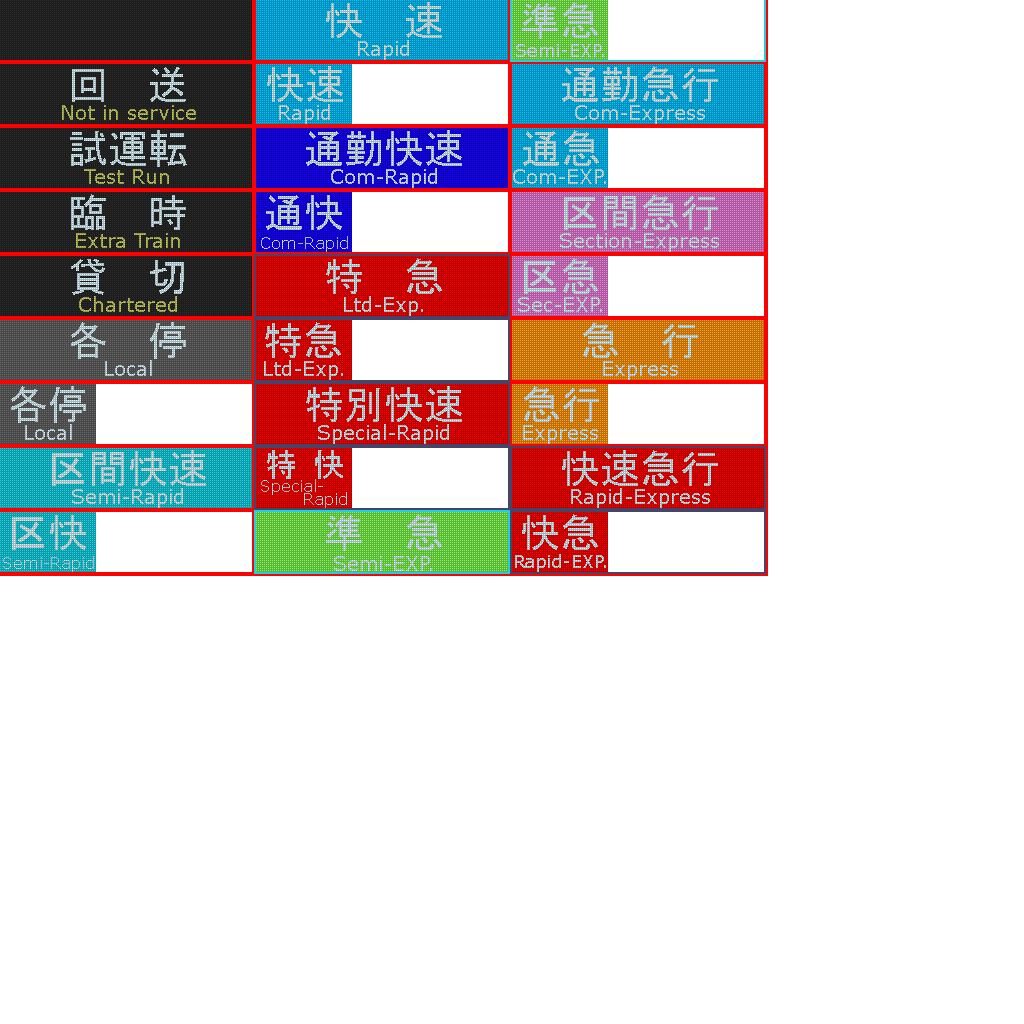 回送
Not in service
試運転
Test Run
臨時
Extra Train
貸切
Chartered
各停
Local
各停
Local
区間快速
Semi-Rapid
区快
Semi-Rapid
快速
Rapid
快速
Rapid
通勤快速
Com-Rapid
通快
Com-Rapid
特急
Ltd-Exp.
特急
Ltd-Exp.
特別快速
Special-Rapid
特快
Special-
Rapid
準急
Semi-EXP.
準急
Semi-EXP.
通勤急行
Com-Express
通急
Com-EXP.
区間急行
Section-Express
区急
Sec-EXP.
急行
Express
急行
Express
快速急行
Rapid-Express
快急
Rapid-EXP.